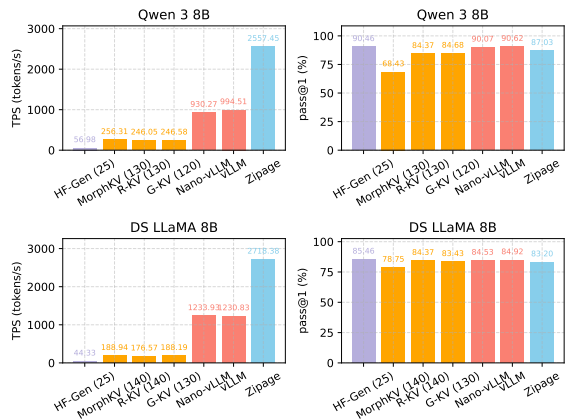 Qwen 3 8B
TPS (tokens/s)
3000
2000
1000
0
56.98
256.31
246.05
246.58
930.27
994.51
2557.45
HF-Gen (25)
MorphKV (130)
R-KV (130)
G-KV (120)
Nano-vLLM
vLLM
Zipage
Qwen 3 8B
pass@1 (%)
100
75
50
25
0
90.46
68.43
84.37
84.68
90.07
90.62
87.03
HF-Gen (25)
MorphKV (130)
R-KV (130)
G-KV (120)
Nano-vLLM
vLLM
Zipage
DS LLaMA 8B
TPS (tokens/s)
3000
2000
1000
0
44.33
188.94
176.57
188.19
1233.93
1230.83
2718.38
HF-Gen (25)
MorphKV (140)
R-KV (140)
G-KV (130)
Nano-vLLM
vLLM
Zipage
DS LLaMA 8B
pass@1 (%)
100
75
50
25
0
85.46
78.75
84.37
83.43
84.53
84.92
83.20
HF-Gen (25)
MorphKV (140)
R-KV (140)
G-KV (130)
Nano-vLLM
vLLM
Zipage